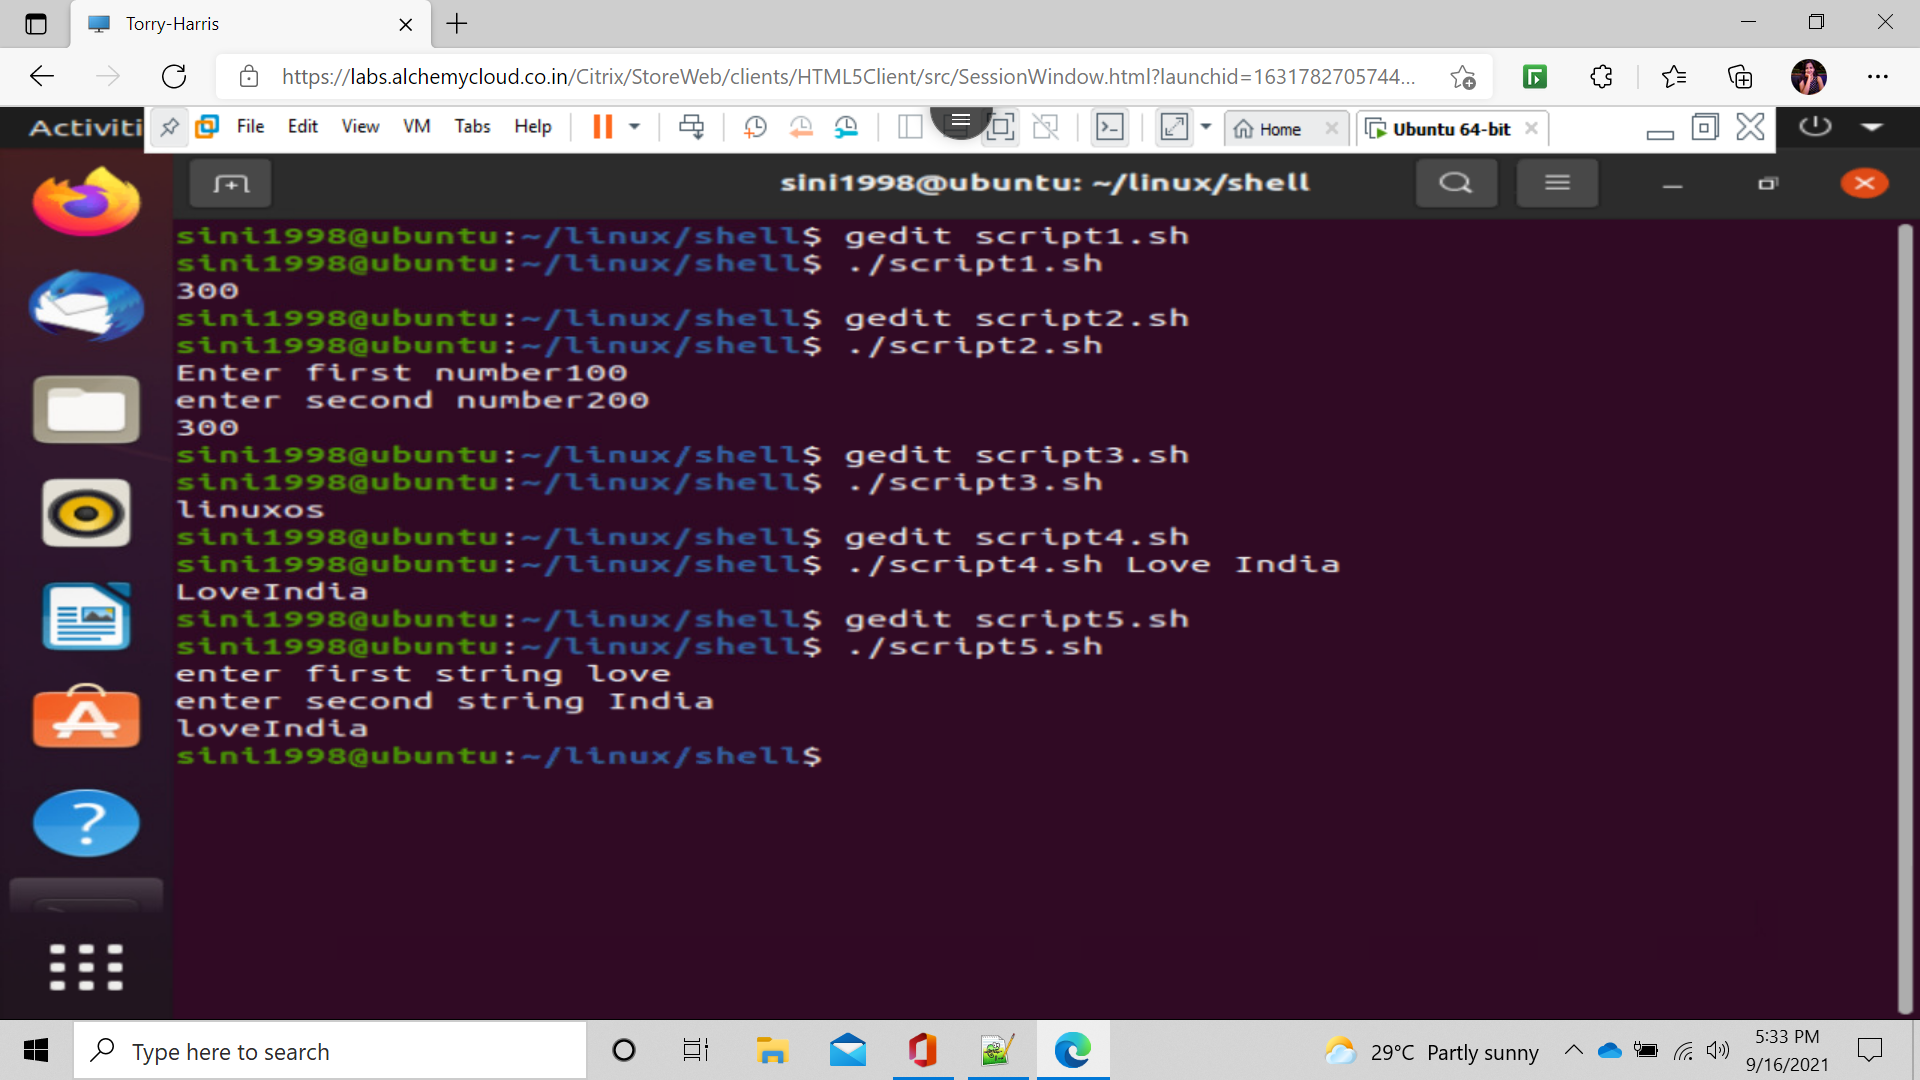 Torry-Harris
https://labs.alchemycloud.co.in/Citrix/StoreWeb/clients/HTML5Client/src/SessionWindow.html?launchid=1631782705744...
Activiti
File Edit View VM Tabs Help
Home
Ubuntu 64-bit
sini1998@ubuntu: ~/linux/shell
sini1998@ubuntu:~/linux/shell$ gedit script1.sh
sini1998@ubuntu:~/linux/shell$ ./script1.sh
300
sini1998@ubuntu:~/linux/shell$ gedit script2.sh
sini1998@ubuntu:~/linux/shell$ ./script2.sh
Enter first number100
enter second number200
300
sini1998@ubuntu:~/linux/shell$ gedit script3.sh
sini1998@ubuntu:~/linux/shell$ ./script3.sh
linuxos
sini1998@ubuntu:~/linux/shell$ gedit script4.sh
sini1998@ubuntu:~/linux/shell$ ./script4.sh Love India
LoveIndia
sini1998@ubuntu:~/linux/shell$ gedit script5.sh
sini1998@ubuntu:~/linux/shell$ ./script5.sh
enter first string love
enter second string India
loveIndia
sini1998@ubuntu:~/linux/shell$
Type here to search
29°C Partly sunny
5:33 PM
9/16/2021